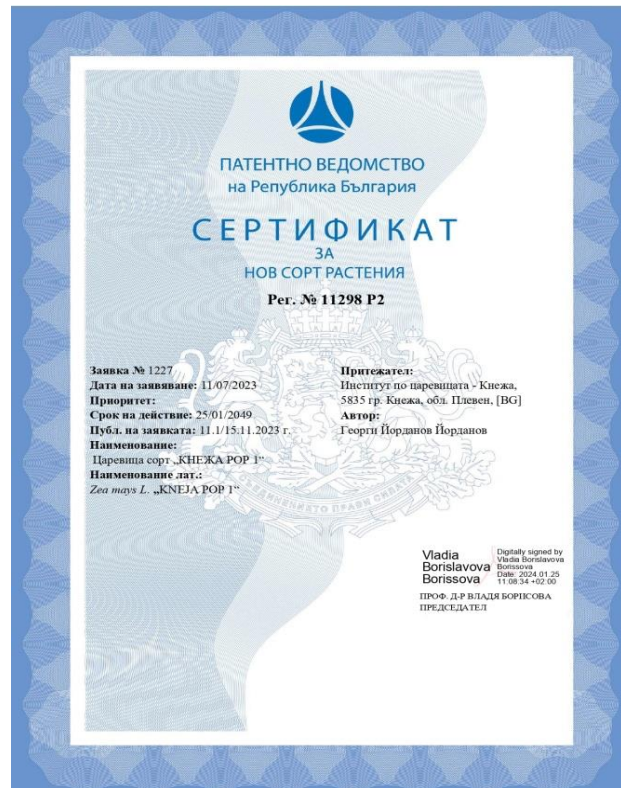 ПАТЕНТНО ВЕДОМСТВО
на Република България
СЕРТИФИКАТ
ЗА
НОВ СОРТ РАСТЕНИЯ
Рег. № 11298 Р2
Заявка № 1227
Дата на заявяване: 11/07/2023
Приоритет:
Срок на действие: 25/01/2049
Публ. на заявката: 11.1/15.11.2023 г.
Наименование:
Царевица сорт „КНЕЖА POP 1“
Наименование лат.:
Zea mays L. „KNEJA POP 1“
Притежател:
Институт по царевицата - Кнежа,
5835 гр. Кнежа, обл. Плевен, [BG]
Автор:
Георги Йорданов Йорданов
СЪЕДИНЕНИЕТО ПРАВИ СИЛАТА
Vladia
Borislavova
Borissova
Digitally signed by
Vladia Borislavova
Borissova
Date: 2024.01.25
11:08:34 +02:00
ПРОФ. Д-Р ВЛАДЯ БОРИСОВА
ПРЕДСЕДАТЕЛ